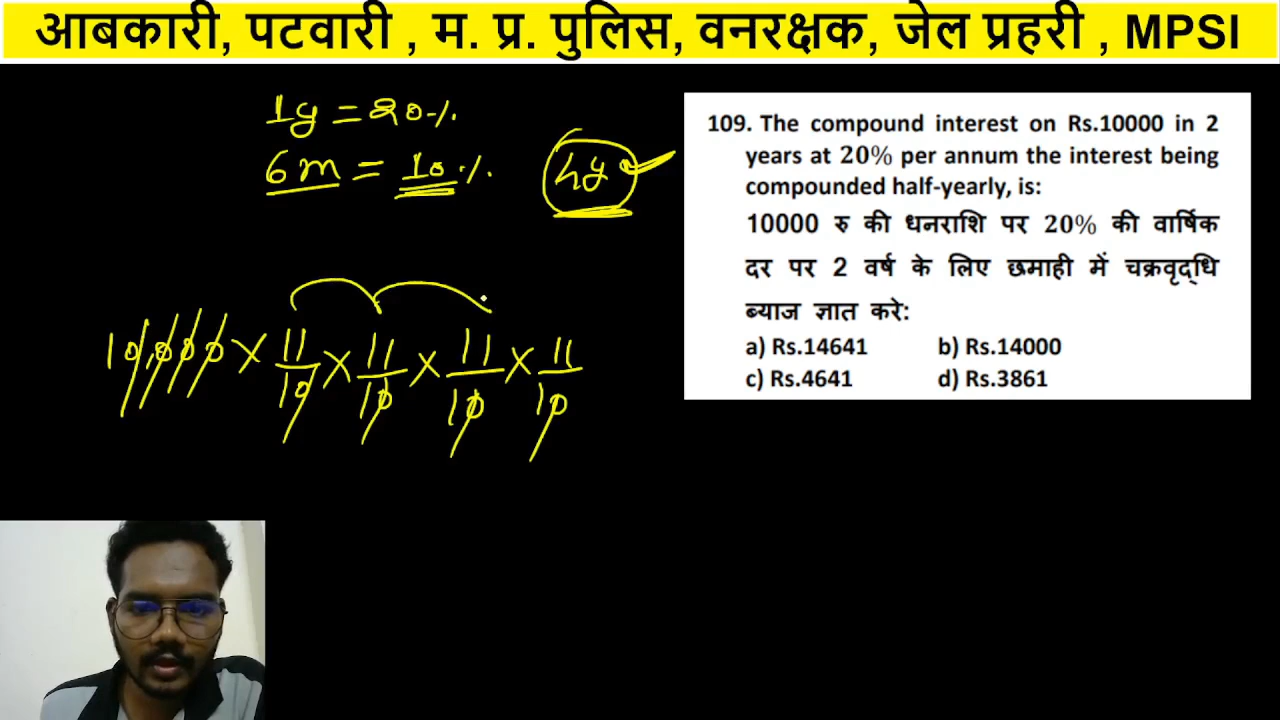 आबकारी, पटवारी , म. प्र. पुलिस, वनरक्षक, जेल प्रहरी , MPSI
1y = 20%
6m = 10%
hy
10,000 × 11/10 × 11/10 × 11/10 × 11/10
109. The compound interest on Rs.10000 in 2
years at 20% per annum the interest being
compounded half-yearly, is:
10000 रु की धनराशि पर 20% की वार्षिक
दर पर 2 वर्ष के लिए छमाही में चक्रवृद्धि
ब्याज ज्ञात करे:
a) Rs.14641 b) Rs.14000
c) Rs.4641 d) Rs.3861